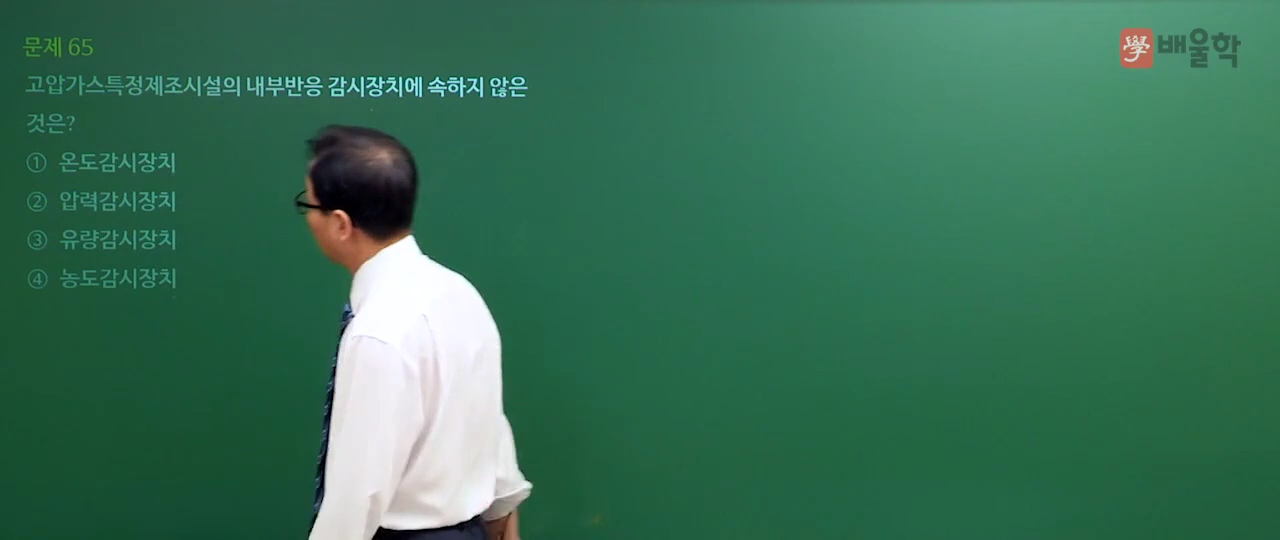 문제 65
學 배울학
고압가스특정제조시설의 내부반응 감시장치에 속하지 않은
것은?
① 온도감시장치
② 압력감시장치
③ 유량감시장치
④ 농도감시장치